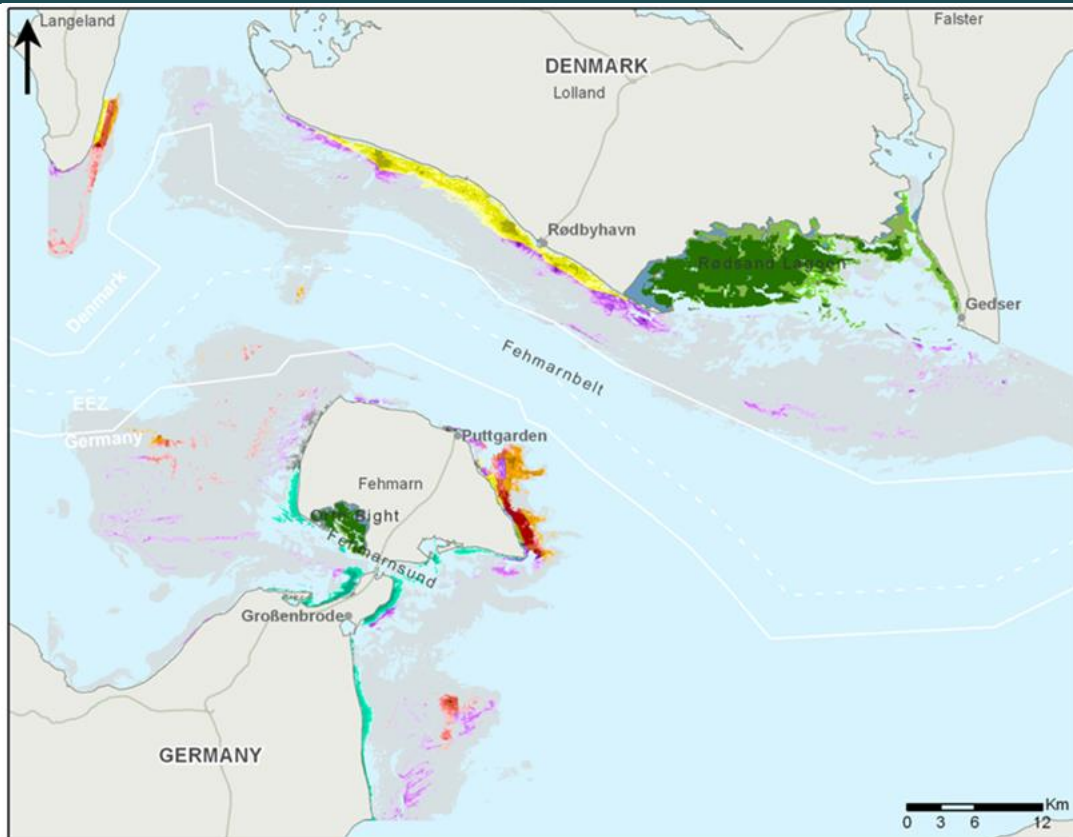 Langeland
Falster
DENMARK
Lolland
Rødbyhavn
Rødsand Lagoon
Gedser
Denmark
Fehmarnbelt
EEZ
Germany
Puttgarden
Fehmarn
Orth Bight
Fehmarnsund
Großenbrode
GERMANY
Km
0 3 6 12